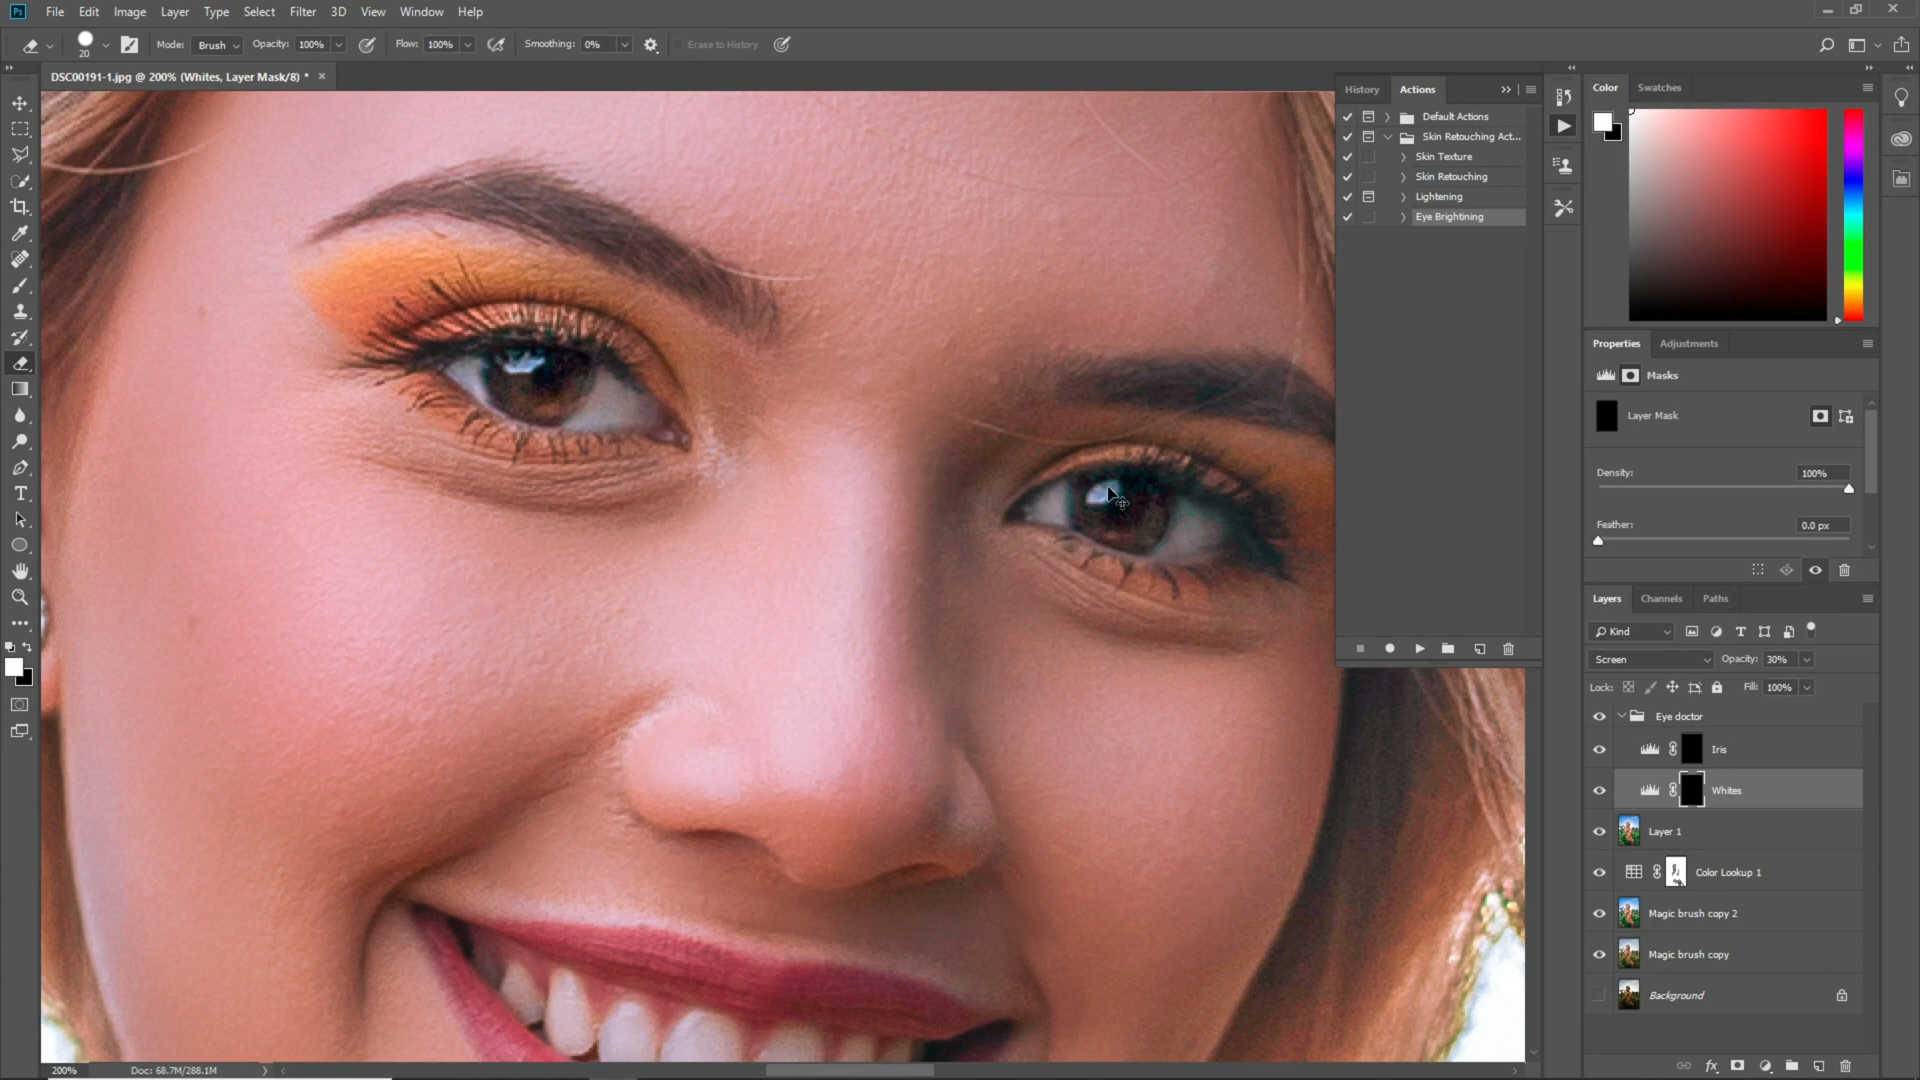 Ps File Edit Image Layer Type Select Filter 3D View Window Help
20 Mode: Brush Opacity: 100% Flow: 100% Smoothing: 0% Erase to History
DSC00191-1.jpg @ 200% (Whites, Layer Mask/8) *
History Actions
Default Actions
Skin Retouching Act...
Skin Texture
Skin Retouching
Lightening
Eye Brightining
Color Swatches
Properties Adjustments
Masks
Layer Mask
Density: 100%
Feather: 0.0 px
Layers Channels Paths
Kind
Screen Opacity: 30%
Lock: Fill: 100%
Eye doctor
Iris
Whites
Layer 1
Color Lookup 1
Magic brush copy 2
Magic brush copy
Background
200% Doc: 68.7M/288.1M